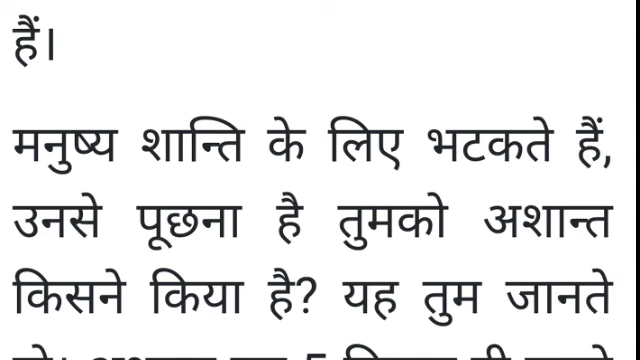 हैं।
मनुष्य शान्ति के लिए भटकते हैं,
उनसे पूछना है तुमको अशान्त
किसने किया है? यह तुम जानते